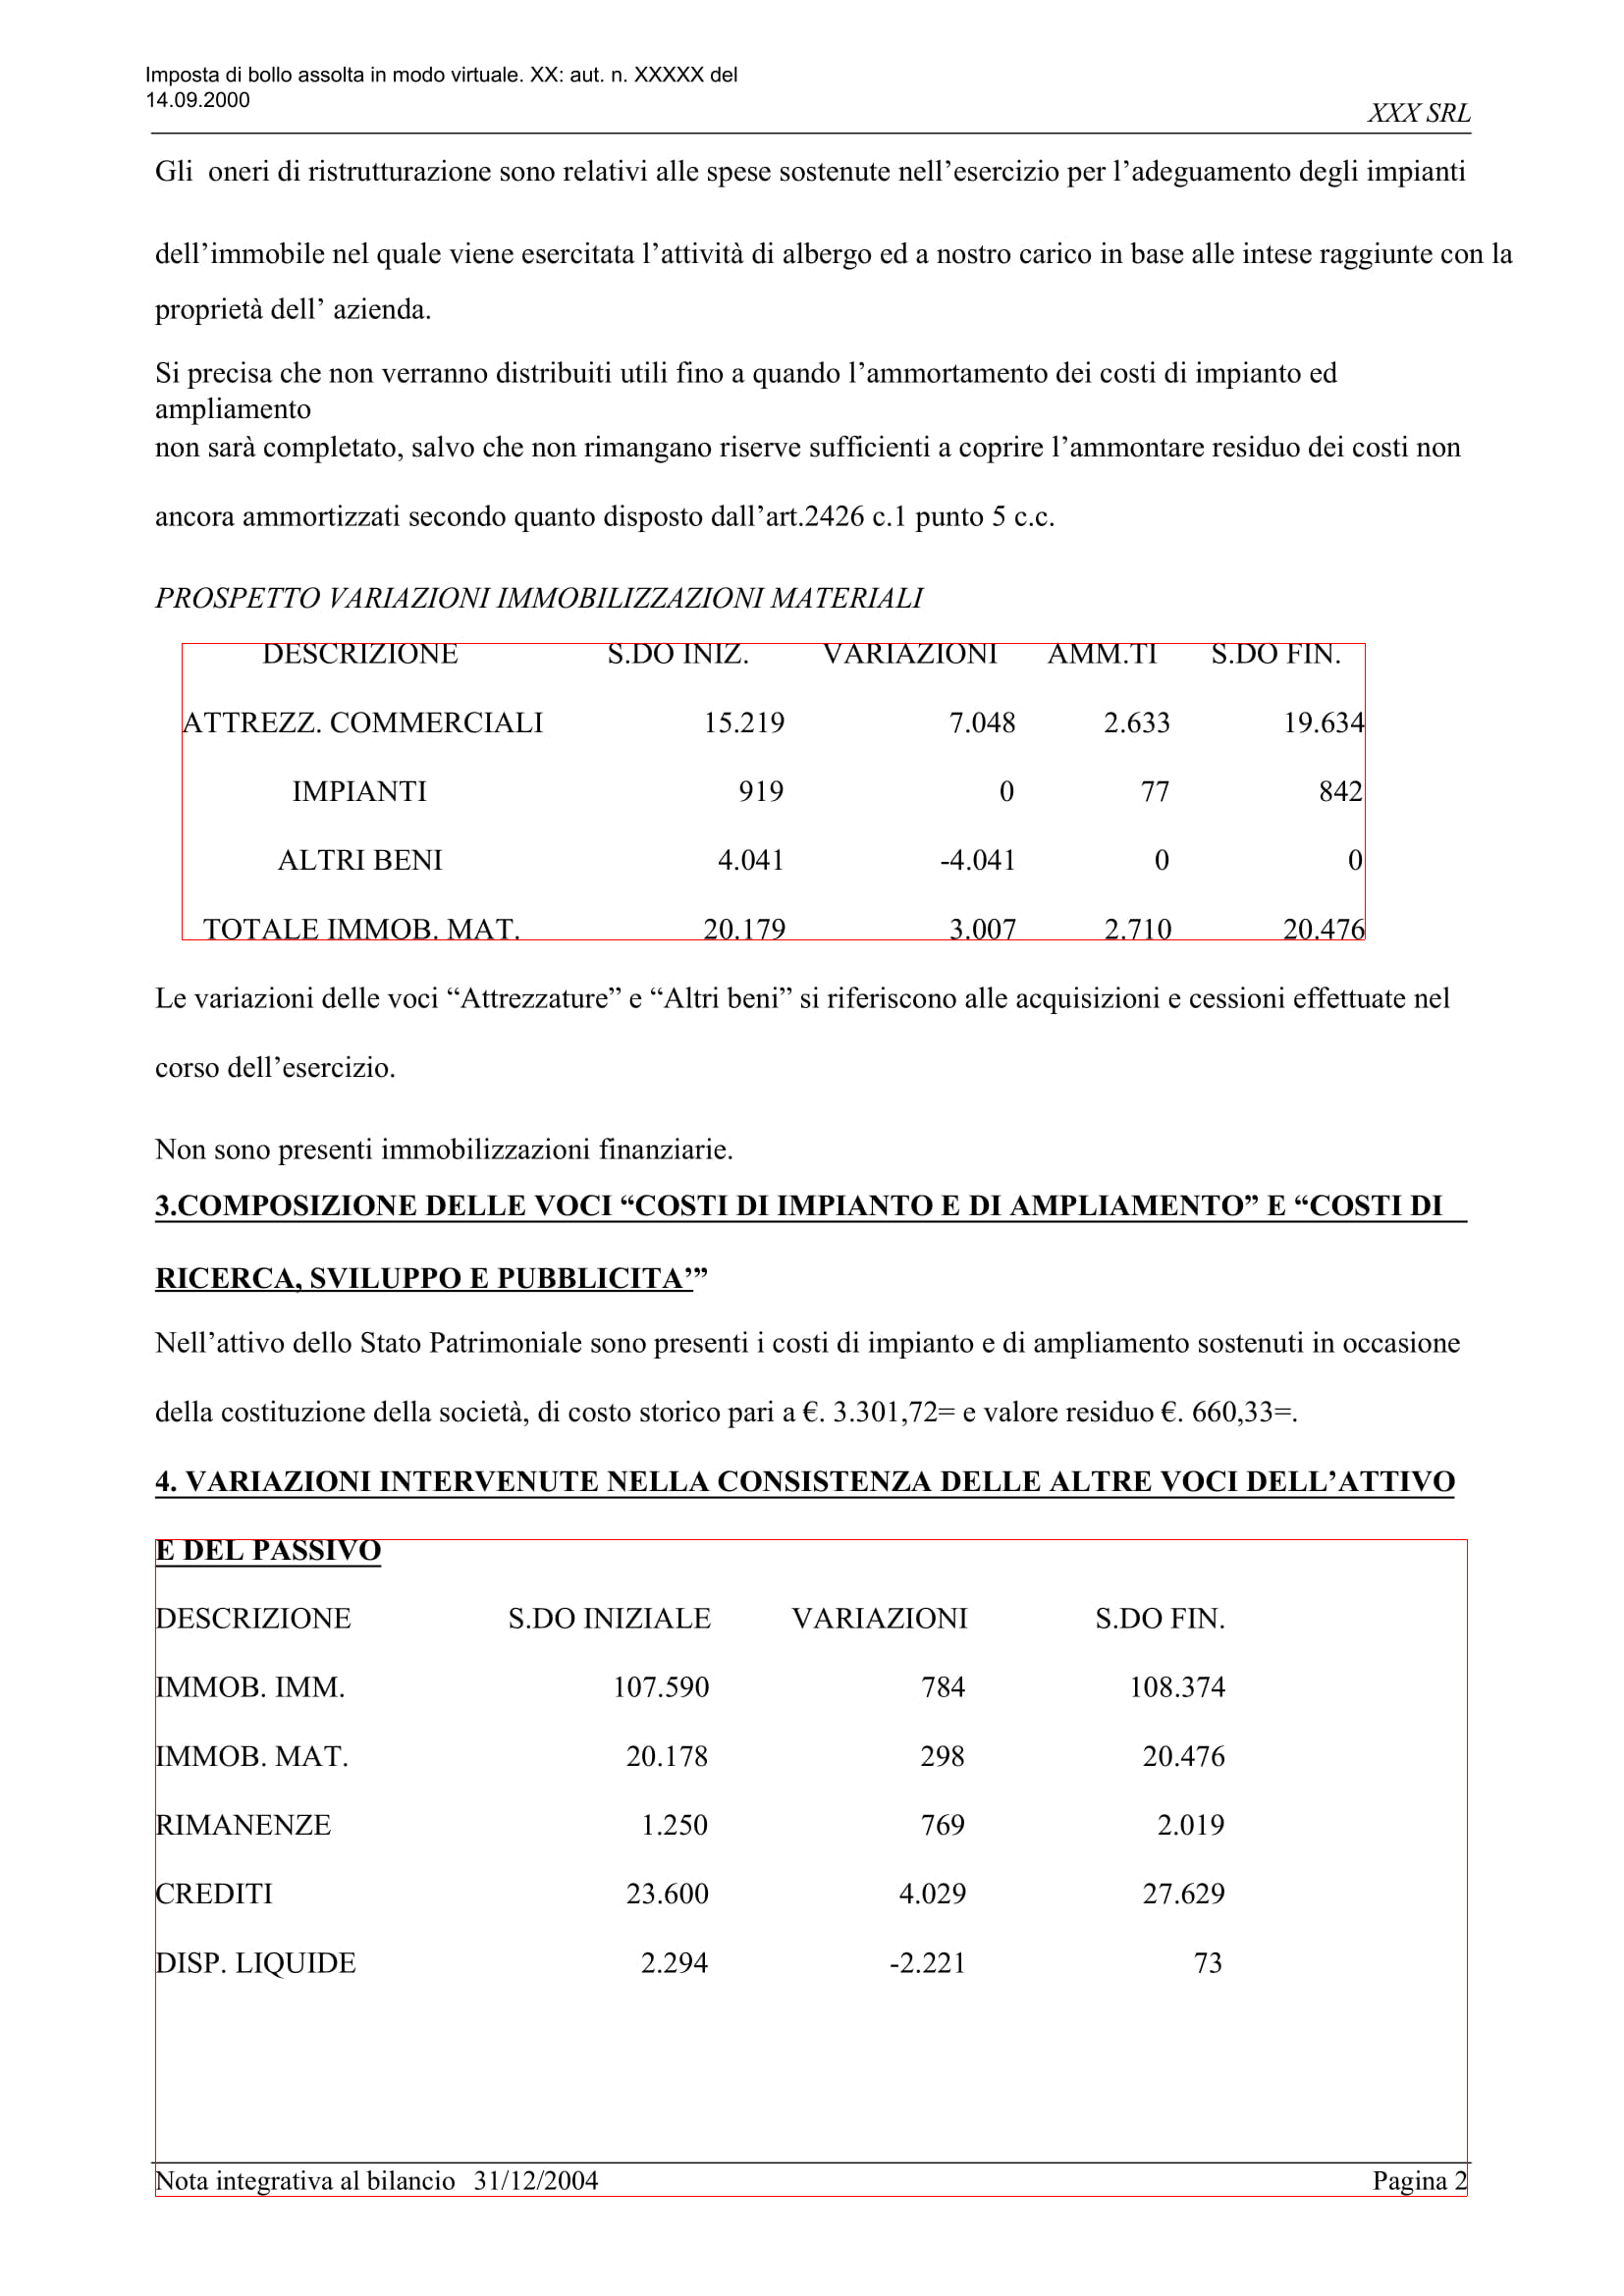 Imposta di bollo assolta in modo virtuale. XX: aut. n. XXXXX del
14.09.2000
XXX SRL
Gli oneri di ristrutturazione sono relativi alle spese sostenute nell’esercizio per l’adeguamento degli impianti
dell’immobile nel quale viene esercitata l’attività di albergo ed a nostro carico in base alle intese raggiunte con la
proprietà dell’ azienda.
Si precisa che non verranno distribuiti utili fino a quando l’ammortamento dei costi di impianto ed
ampliamento
non sarà completato, salvo che non rimangano riserve sufficienti a coprire l’ammontare residuo dei costi non
ancora ammortizzati secondo quanto disposto dall’art.2426 c.1 punto 5 c.c.
PROSPETTO VARIAZIONI IMMOBILIZZAZIONI MATERIALI
DESCRIZIONE S.DO INIZ. VARIAZIONI AMM.TI S.DO FIN.
ATTREZZ. COMMERCIALI 15.219 7.048 2.633 19.634
IMPIANTI 919 0 77 842
ALTRI BENI 4.041 -4.041 0 0
TOTALE IMMOB. MAT. 20.179 3.007 2.710 20.476
Le variazioni delle voci “Attrezzature” e “Altri beni” si riferiscono alle acquisizioni e cessioni effettuate nel
corso dell’esercizio.
Non sono presenti immobilizzazioni finanziarie.
3.COMPOSIZIONE DELLE VOCI “COSTI DI IMPIANTO E DI AMPLIAMENTO” E “COSTI DI
RICERCA, SVILUPPO E PUBBLICITA’”
Nell’attivo dello Stato Patrimoniale sono presenti i costi di impianto e di ampliamento sostenuti in occasione
della costituzione della società, di costo storico pari a €. 3.301,72= e valore residuo €. 660,33=.
4. VARIAZIONI INTERVENUTE NELLA CONSISTENZA DELLE ALTRE VOCI DELL’ATTIVO
E DEL PASSIVO
DESCRIZIONE S.DO INIZIALE VARIAZIONI S.DO FIN.
IMMOB. IMM. 107.590 784 108.374
IMMOB. MAT. 20.178 298 20.476
RIMANENZE 1.250 769 2.019
CREDITI 23.600 4.029 27.629
DISP. LIQUIDE 2.294 -2.221 73
Nota integrativa al bilancio 31/12/2004 Pagina 2